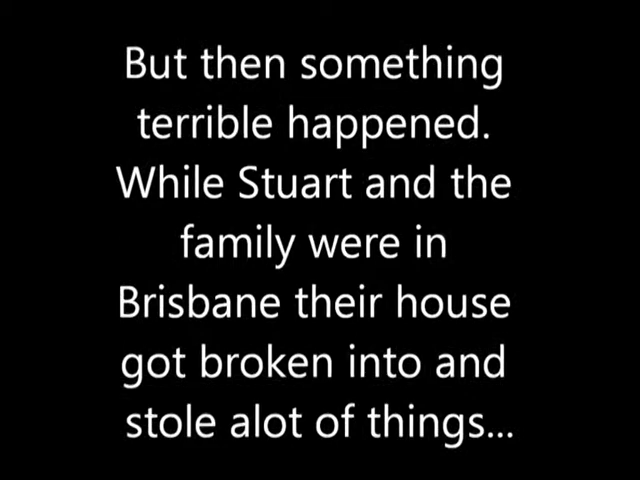 But then something
terrible happened.
While Stuart and the
family were in
Brisbane their house
got broken into and
stole alot of things...